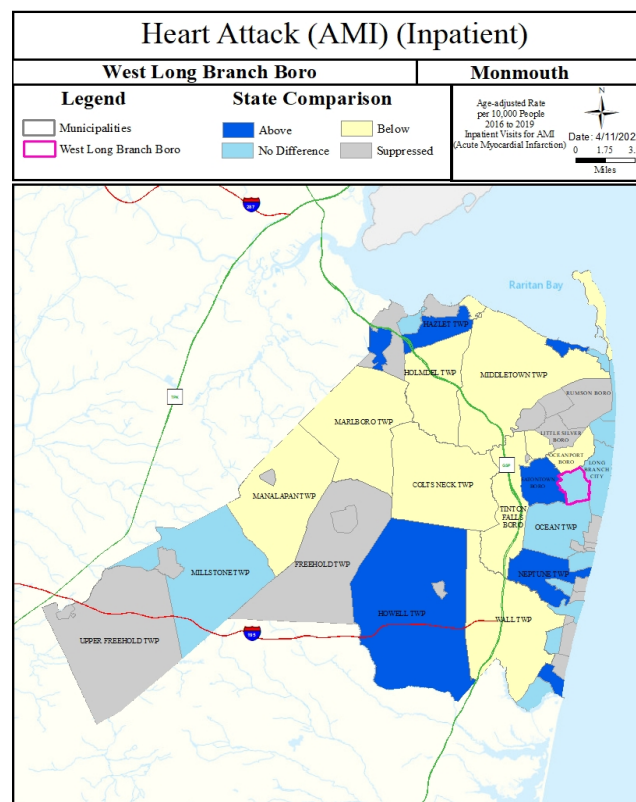 Heart Attack (AMI) (Inpatient)
West Long Branch Boro
Monmouth
Legend
Municipalities
West Long Branch Boro
State Comparison
Above
Below
No Difference
Suppressed
Age-adjusted Rate
per 10,000 People
2016 to 2019
Inpatient Visits for AMI
(Acute Myocardial Infarction)
N
Date: 4/11/202
0 1.75 3.
Miles
Raritan Bay
HAZLET TWP
HOLMDEL TWP
MIDDLETOWN TWP
RUMSON BORO
MARLBORO TWP
LITTLE SILVER
BORO
OCEANPORT
BORO
LONG
BRANCH
CITY
GSP
COLTS NECK TWP
BORO
MANALAPAN TWP
TINTON
FALLS
BORO
OCEAN TWP
FREEHOLD TWP
MILLSTONE TWP
NEPTUNE TWP
HOWELL TWP
WALL TWP
UPPER FREEHOLD TWP